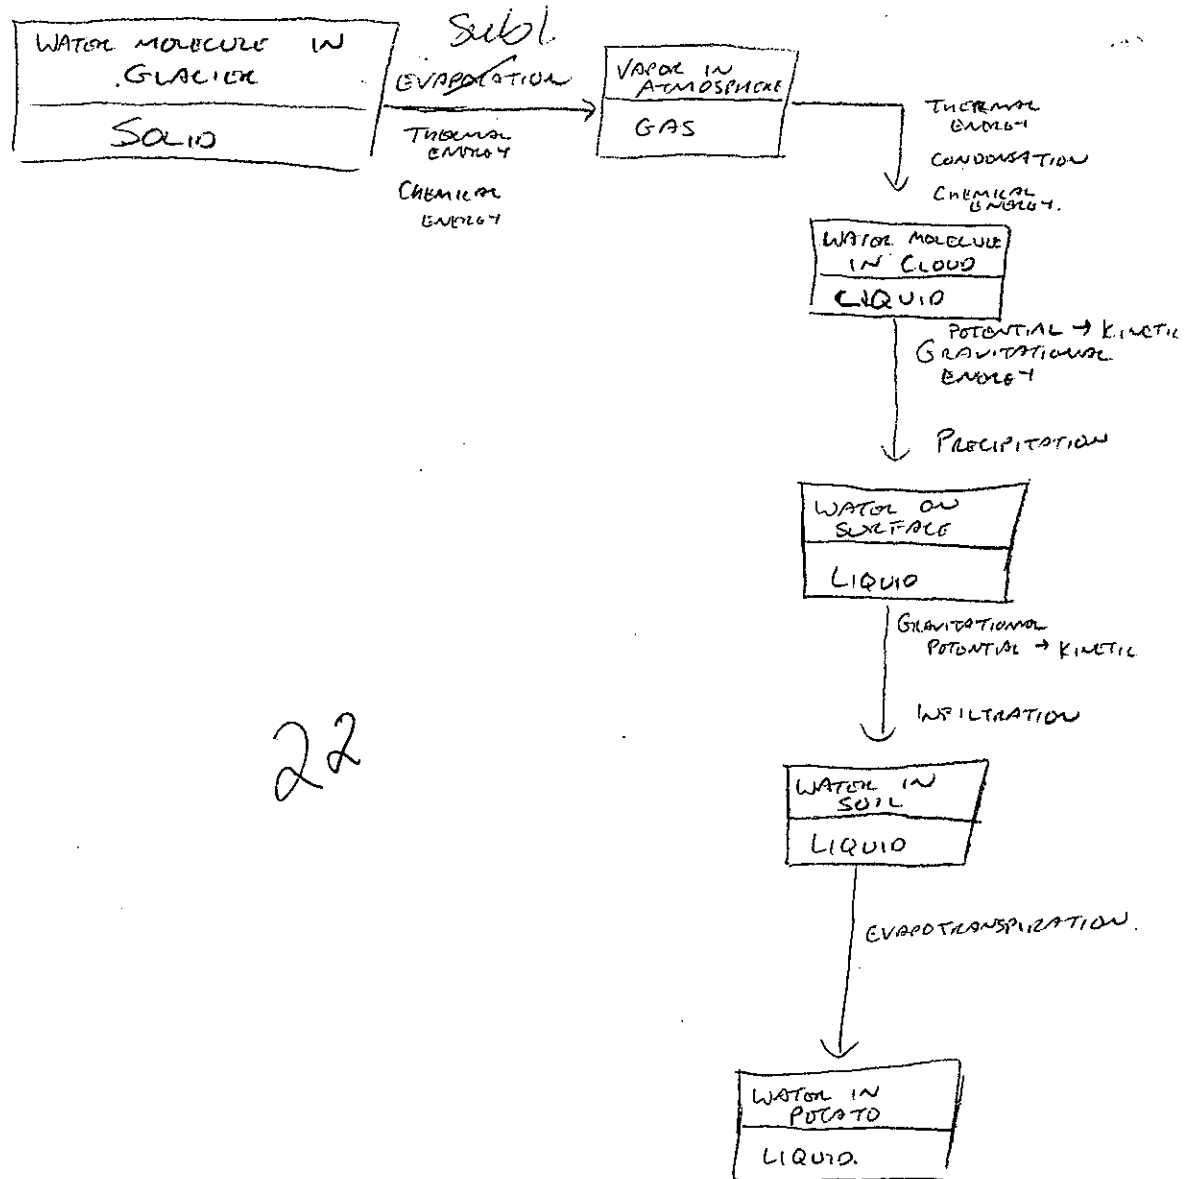 WATER MOLECULE IN
GLACIER
SOLID
Subl.
EVAPORATION
THERMAL
ENERGY
CHEMICAL
ENERGY
VAPOR IN
ATMOSPHERE
GAS
THERMAL
ENERGY
CONDENSATION
CHEMICAL
ENERGY.
WATER MOLECULE
IN CLOUD
LIQUID
POTENTIAL → KINETIC
GRAVITATIONAL
ENERGY
PRECIPITATION
WATER ON
SURFACE
LIQUID
GRAVITATIONAL
POTENTIAL → KINETIC
INFILTRATION
22
WATER IN
SOIL
LIQUID
EVAPOTRANSPIRATION.
WATER IN
POTATO
LIQUID.